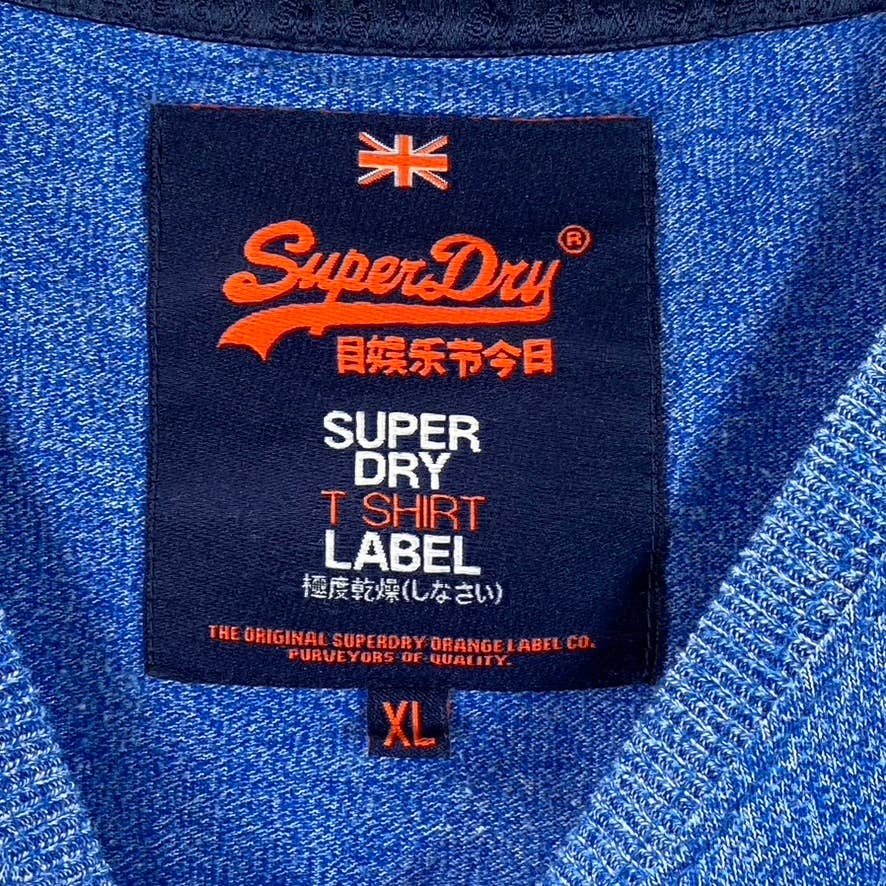 SuperDry®
目娱乐节今日
SUPER
DRY
T SHIRT
LABEL
極度乾燥(しなさい)
THE ORIGINAL SUPERDRY ORANGE LABEL CO.
PURVEYORS OF QUALITY.
XL